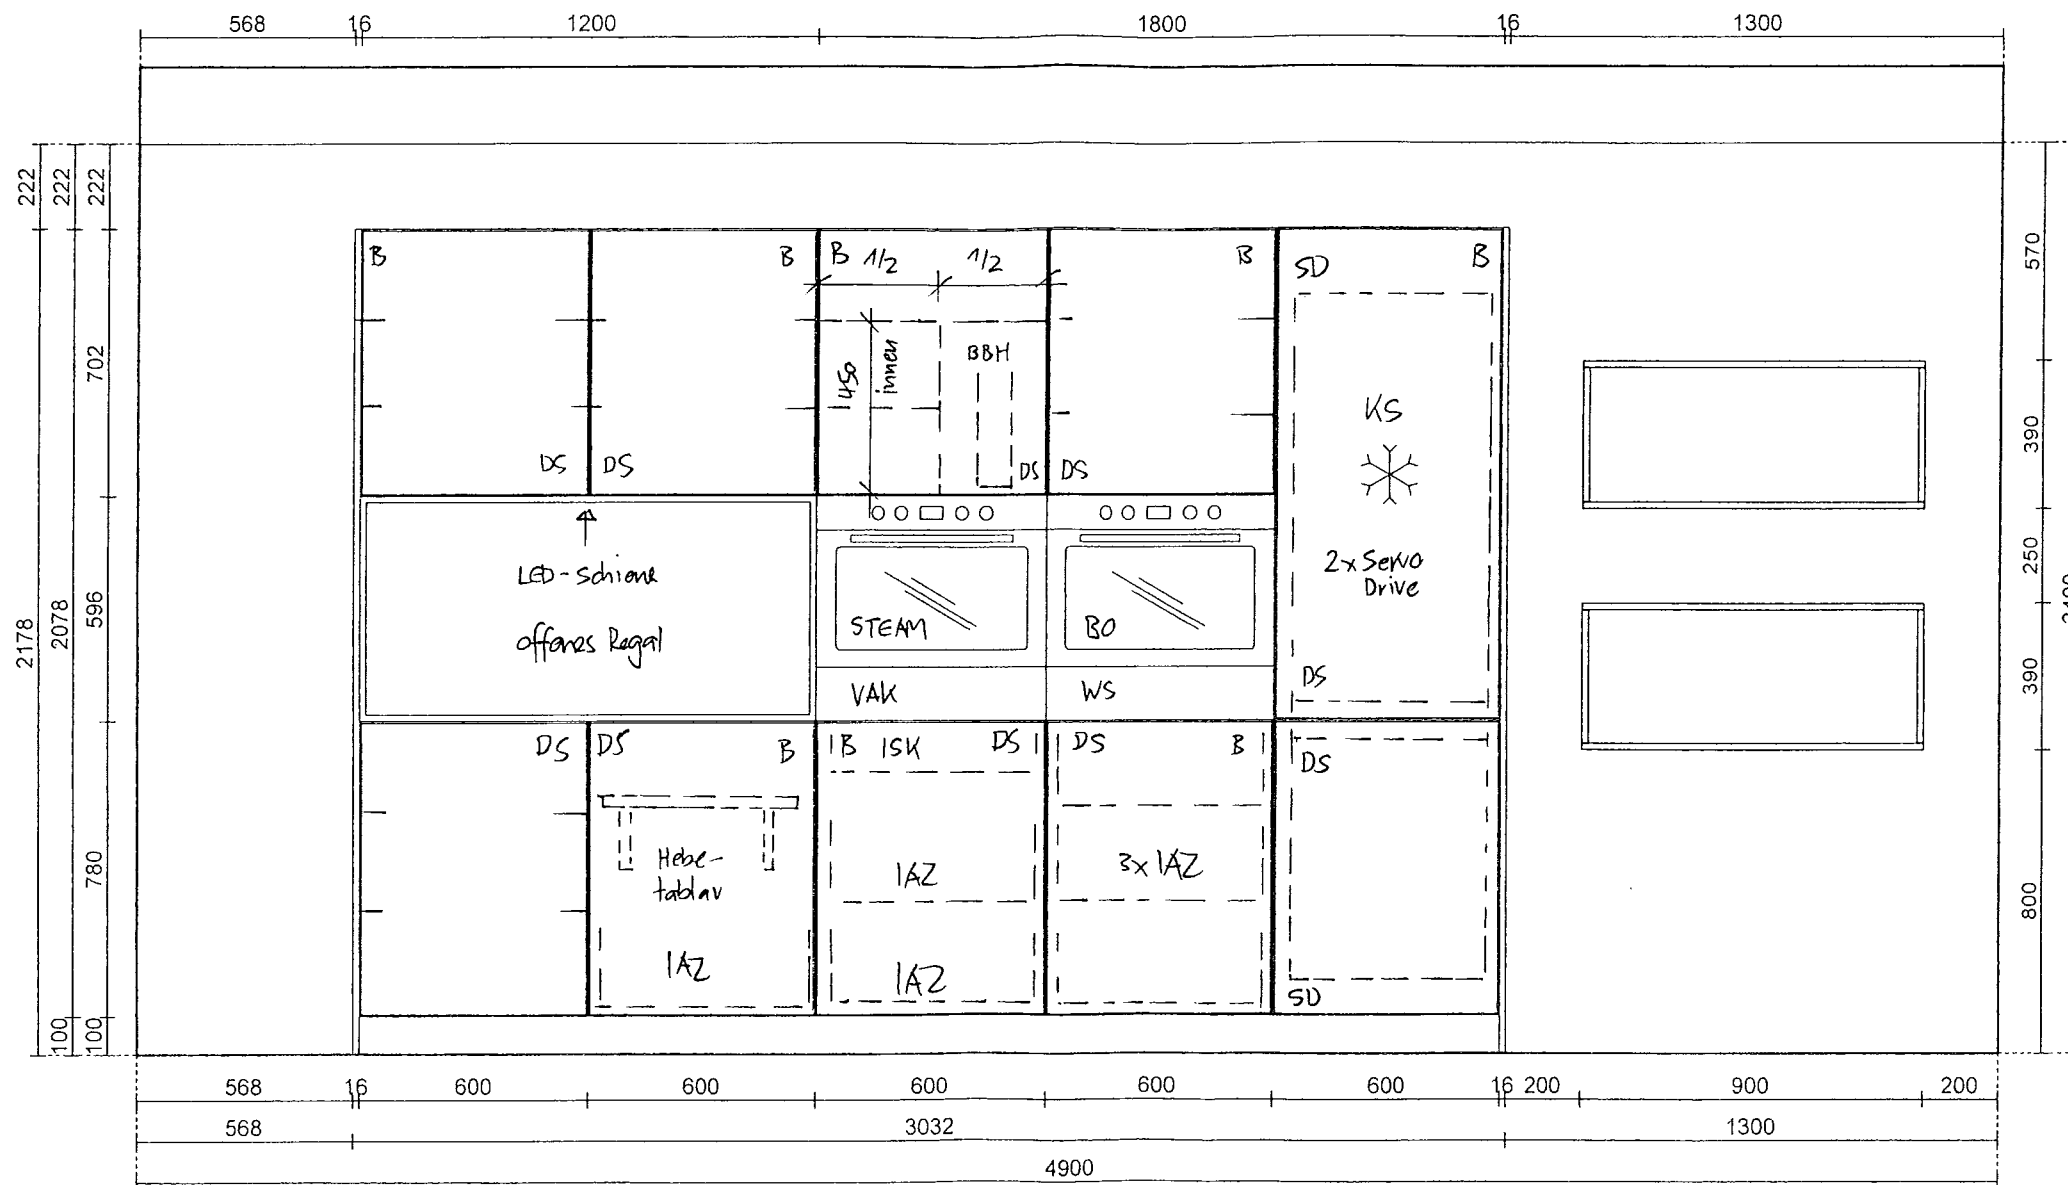 568 16 1200 1800 16 1300
222 222 222
B B B 1/2 1/2 B SD B
570
702
450 innen BBH
KS
390
DS DS DS DS
LED-Schiene
2x Servo
Drive
250
2178 2078 596
offenes Regal
STEAM BO
DS
390
VAK WS
DS DS B B ISK DS DS B DS
780
Hebe-
tablar
IAZ 3x IAZ
800
IAZ IAZ SD
100 100
568 16 600 600 600 600 600 16 200 900 200
568 3032 1300
4900